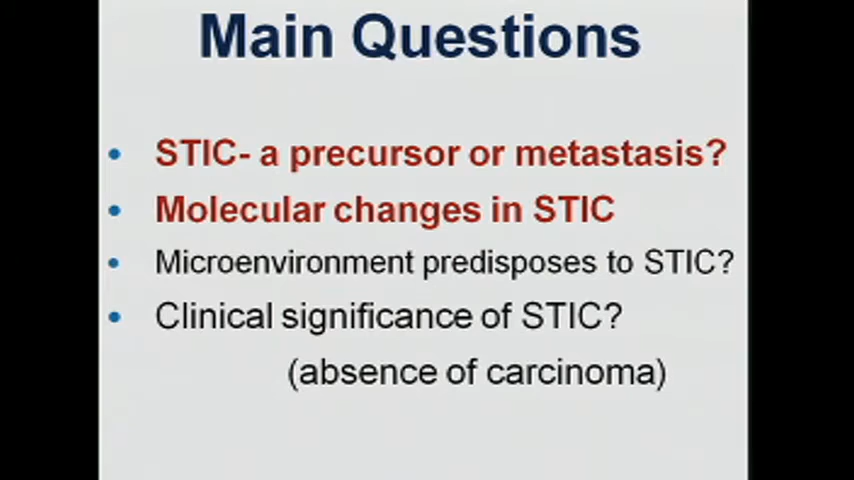 Main Questions
• STIC- a precursor or metastasis?
• Molecular changes in STIC
• Microenvironment predisposes to STIC?
• Clinical significance of STIC?
(absence of carcinoma)